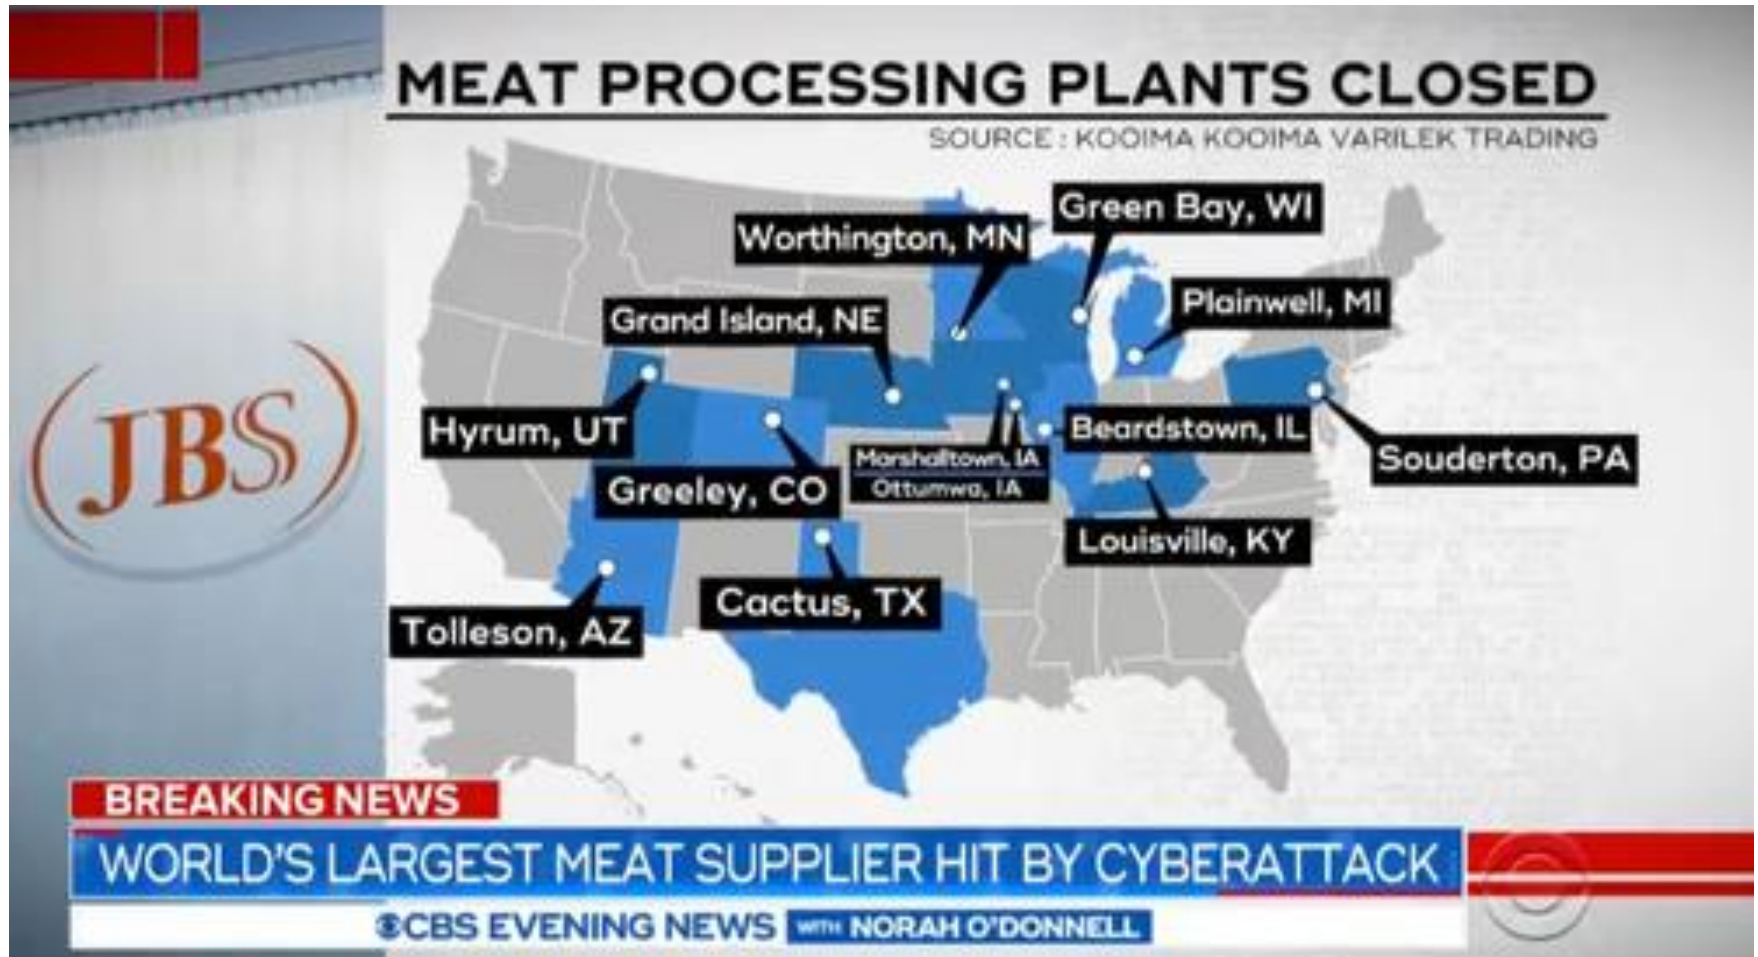 MEAT PROCESSING PLANTS CLOSED
SOURCE : KOOIMA KOOIMA VARILEK TRADING
Green Bay, WI
Worthington, MN
Plainwell, MI
Grand Island, NE
Hyrum, UT
Beardstown, IL
Marshalltown, IA
Ottumwa, IA
Souderton, PA
Greeley, CO
Louisville, KY
Cactus, TX
Tolleson, AZ
JBS
BREAKING NEWS
WORLD'S LARGEST MEAT SUPPLIER HIT BY CYBERATTACK
CBS EVENING NEWS WITH NORAH O'DONNELL